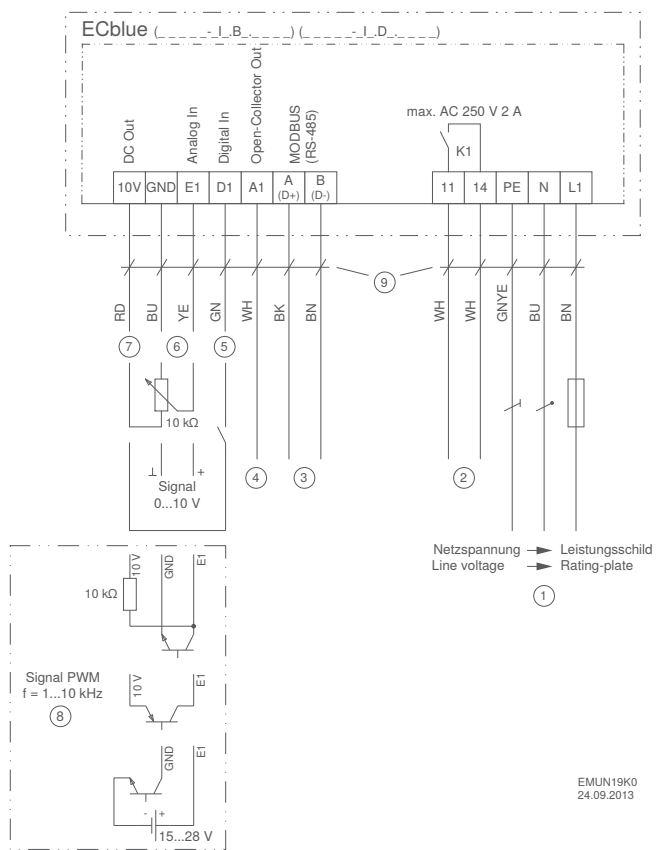 ECblue (_ _ _ _ _-_I_.B_._ _ _ _) (_ _ _ _ _-_I_.D_._ _ _ _)
DC Out
Analog In
Digital In
Open-Collector Out
MODBUS
(RS-485)
max. AC 250 V 2 A
K1
10V GND E1 D1 A1 A (D+) B (D-)
11 14 PE N L1
9
RD BU YE GN WH BK BN
WH WH GNYE BU BN
7 6 5
10 kΩ
⊥ +
Signal
0...10 V
4 3
2
Netzspannung → Leistungsschild
Line voltage → Rating-plate
1
10 V GND E1
10 kΩ
Signal PWM
f = 1...10 kHz
8
10 V E1
GND E1
- +
15...28 V
EMUN19K0
24.09.2013